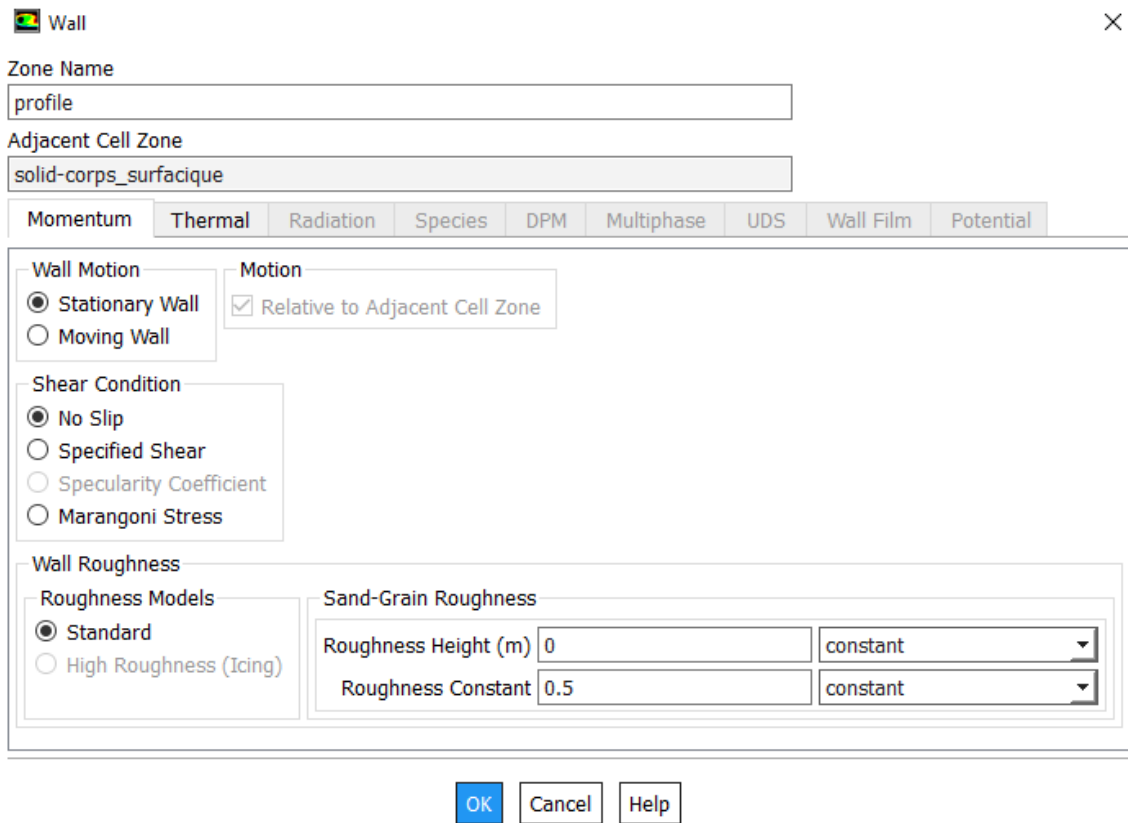 Wall
Zone Name
profile
Adjacent Cell Zone
solid-corps_surfacique
Momentum Thermal Radiation Species DPM Multiphase UDS Wall Film Potential
Wall Motion Motion
Stationary Wall Relative to Adjacent Cell Zone
Moving Wall
Shear Condition
No Slip
Specified Shear
Specularity Coefficient
Marangoni Stress
Wall Roughness
Roughness Models Sand-Grain Roughness
Standard
Roughness Height (m) 0 constant
High Roughness (Icing)
Roughness Constant 0.5 constant
OK Cancel Help